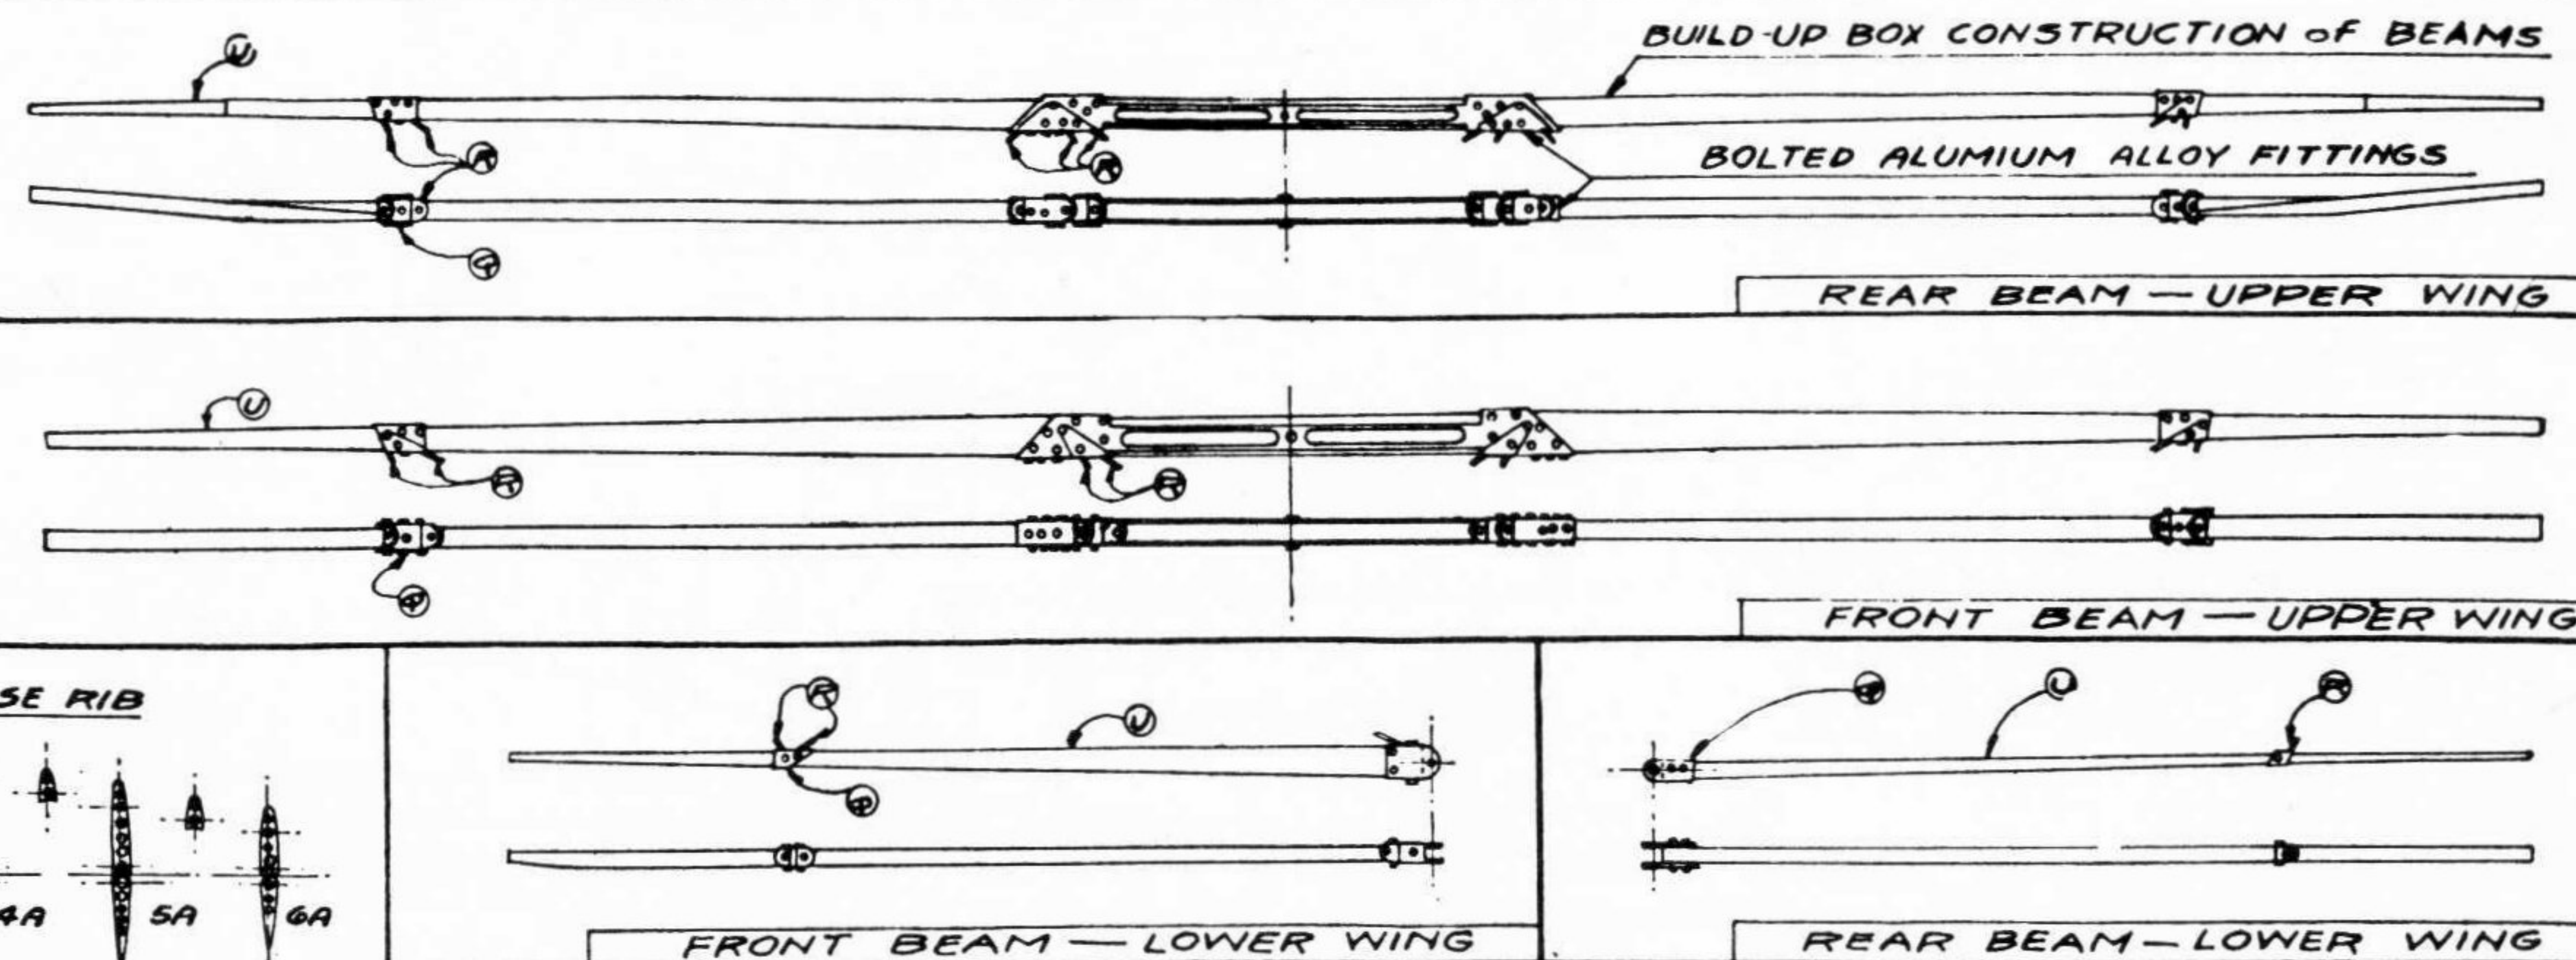 BUILD-UP BOX CONSTRUCTION of BEAMS
U
R
R
BOLTED ALUMIUM ALLOY FITTINGS
REAR BEAM — UPPER WING
U
R
R
FRONT BEAM — UPPER WING
SE RIB
R
U
U
R
4A 5A 6A
FRONT BEAM — LOWER WING
REAR BEAM — LOWER WING